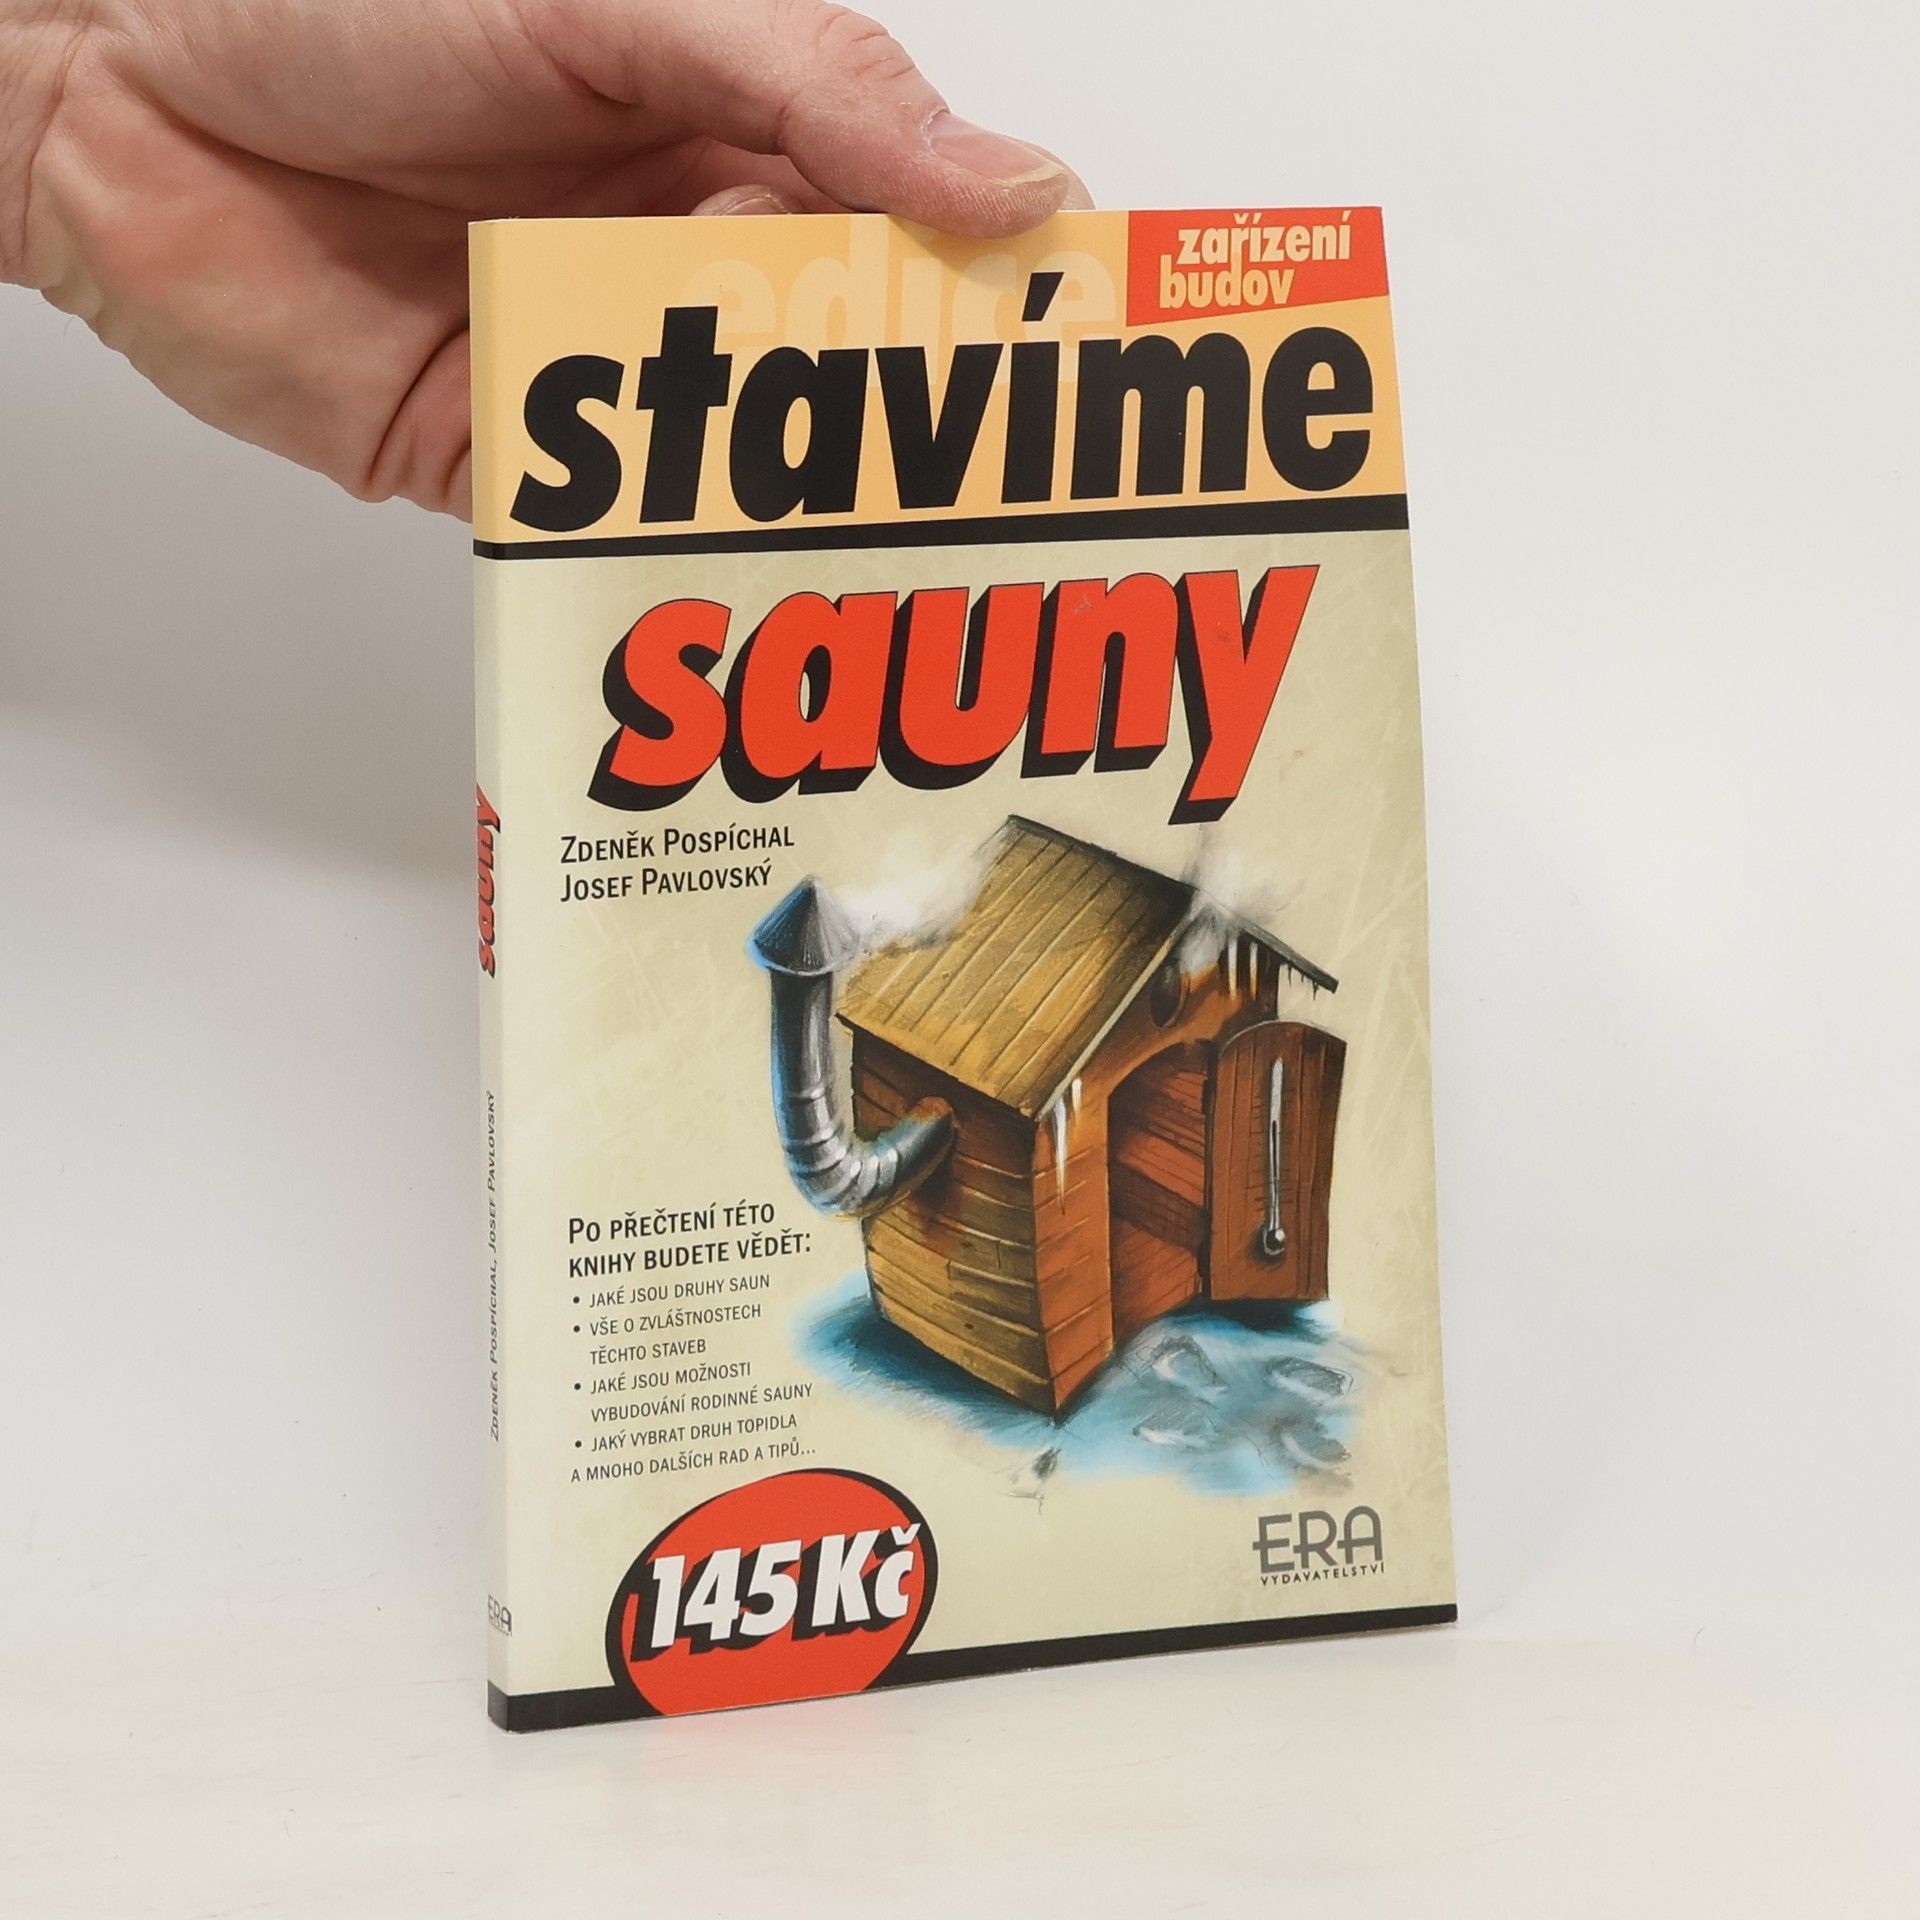 edice
zařízení
budov
stavíme
sauny
Zdeněk Pospíchal
Josef Pavlovský
Po přečtení této
knihy budete vědět:
• jaké jsou druhy saun
• vše o zvláštnostech
těchto staveb
• jaké jsou možnosti
vybudování rodinné sauny
• jaký vybrat druh topidla
a mnoho dalších rad a tipů...
145 Kč
ERA
VYDAVATELSTVÍ
sauny
Zdeněk Pospíchal, Josef Pavlovský
ERA